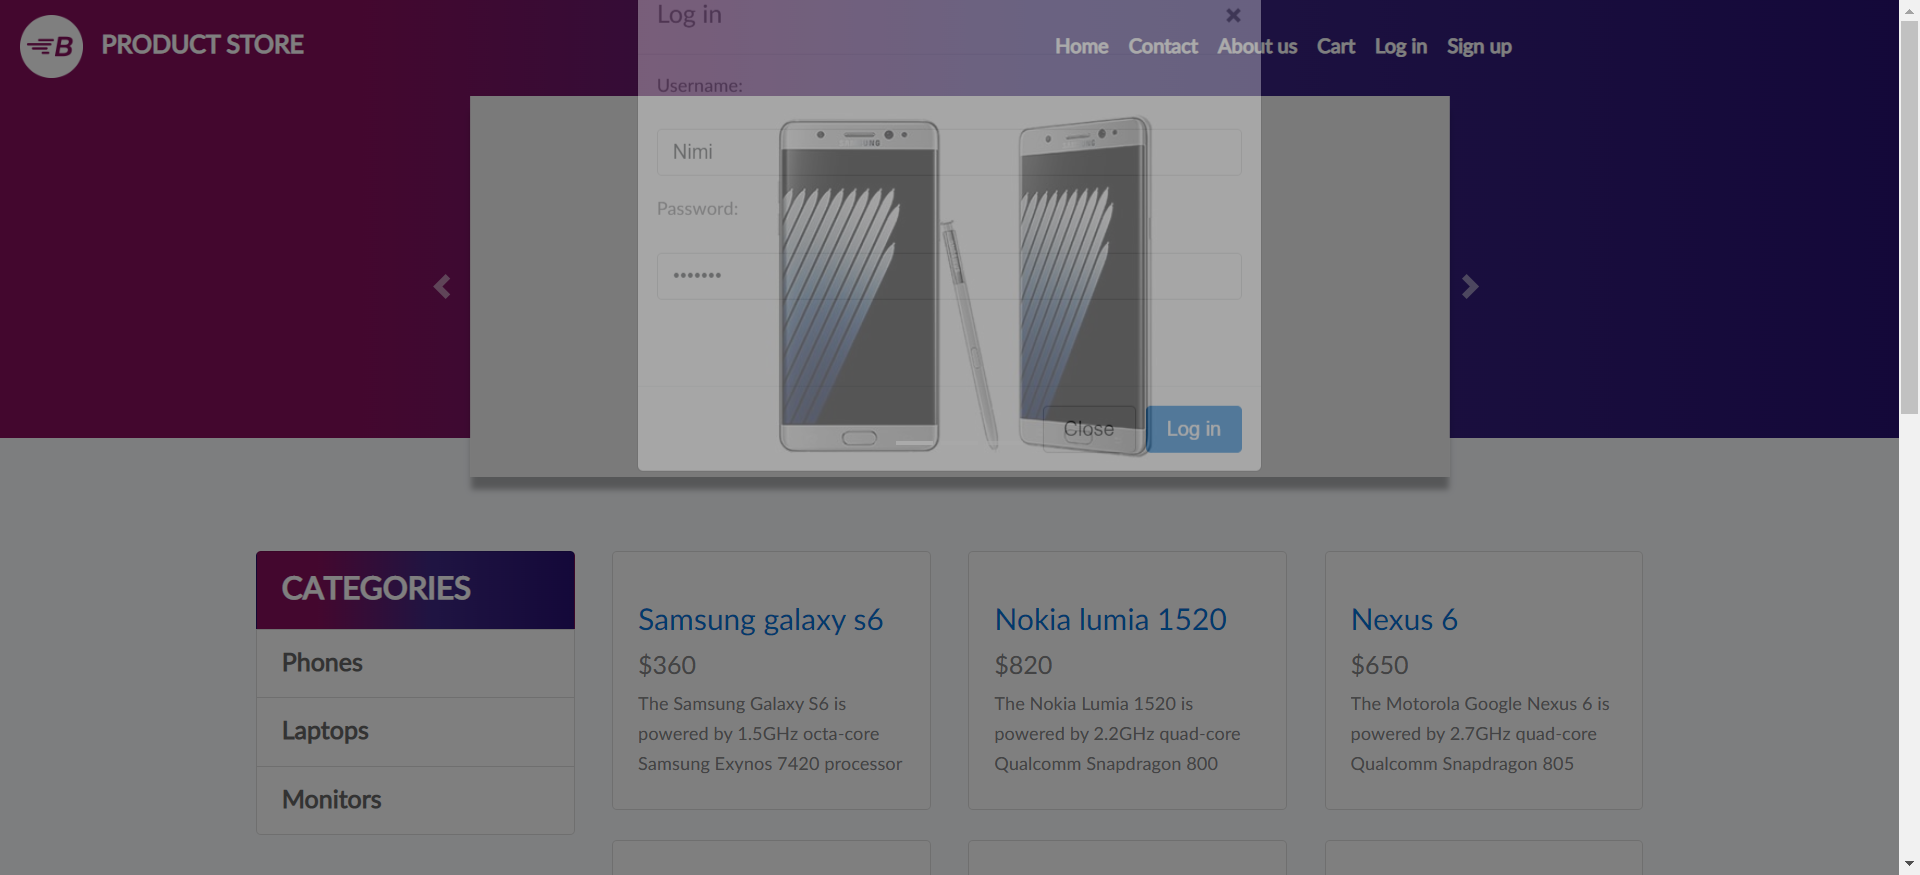 B PRODUCT STORE
Home Contact About us Cart Log in Sign up
Log in ×
Username:
Nimi
Password:
•••••••
SAMSUNG
SAMSUNG
Close Log in
CATEGORIES
Phones
Laptops
Monitors
Samsung galaxy s6
$360
The Samsung Galaxy S6 is
powered by 1.5GHz octa-core
Samsung Exynos 7420 processor
Nokia lumia 1520
$820
The Nokia Lumia 1520 is
powered by 2.2GHz quad-core
Qualcomm Snapdragon 800
Nexus 6
$650
The Motorola Google Nexus 6 is
powered by 2.7GHz quad-core
Qualcomm Snapdragon 805